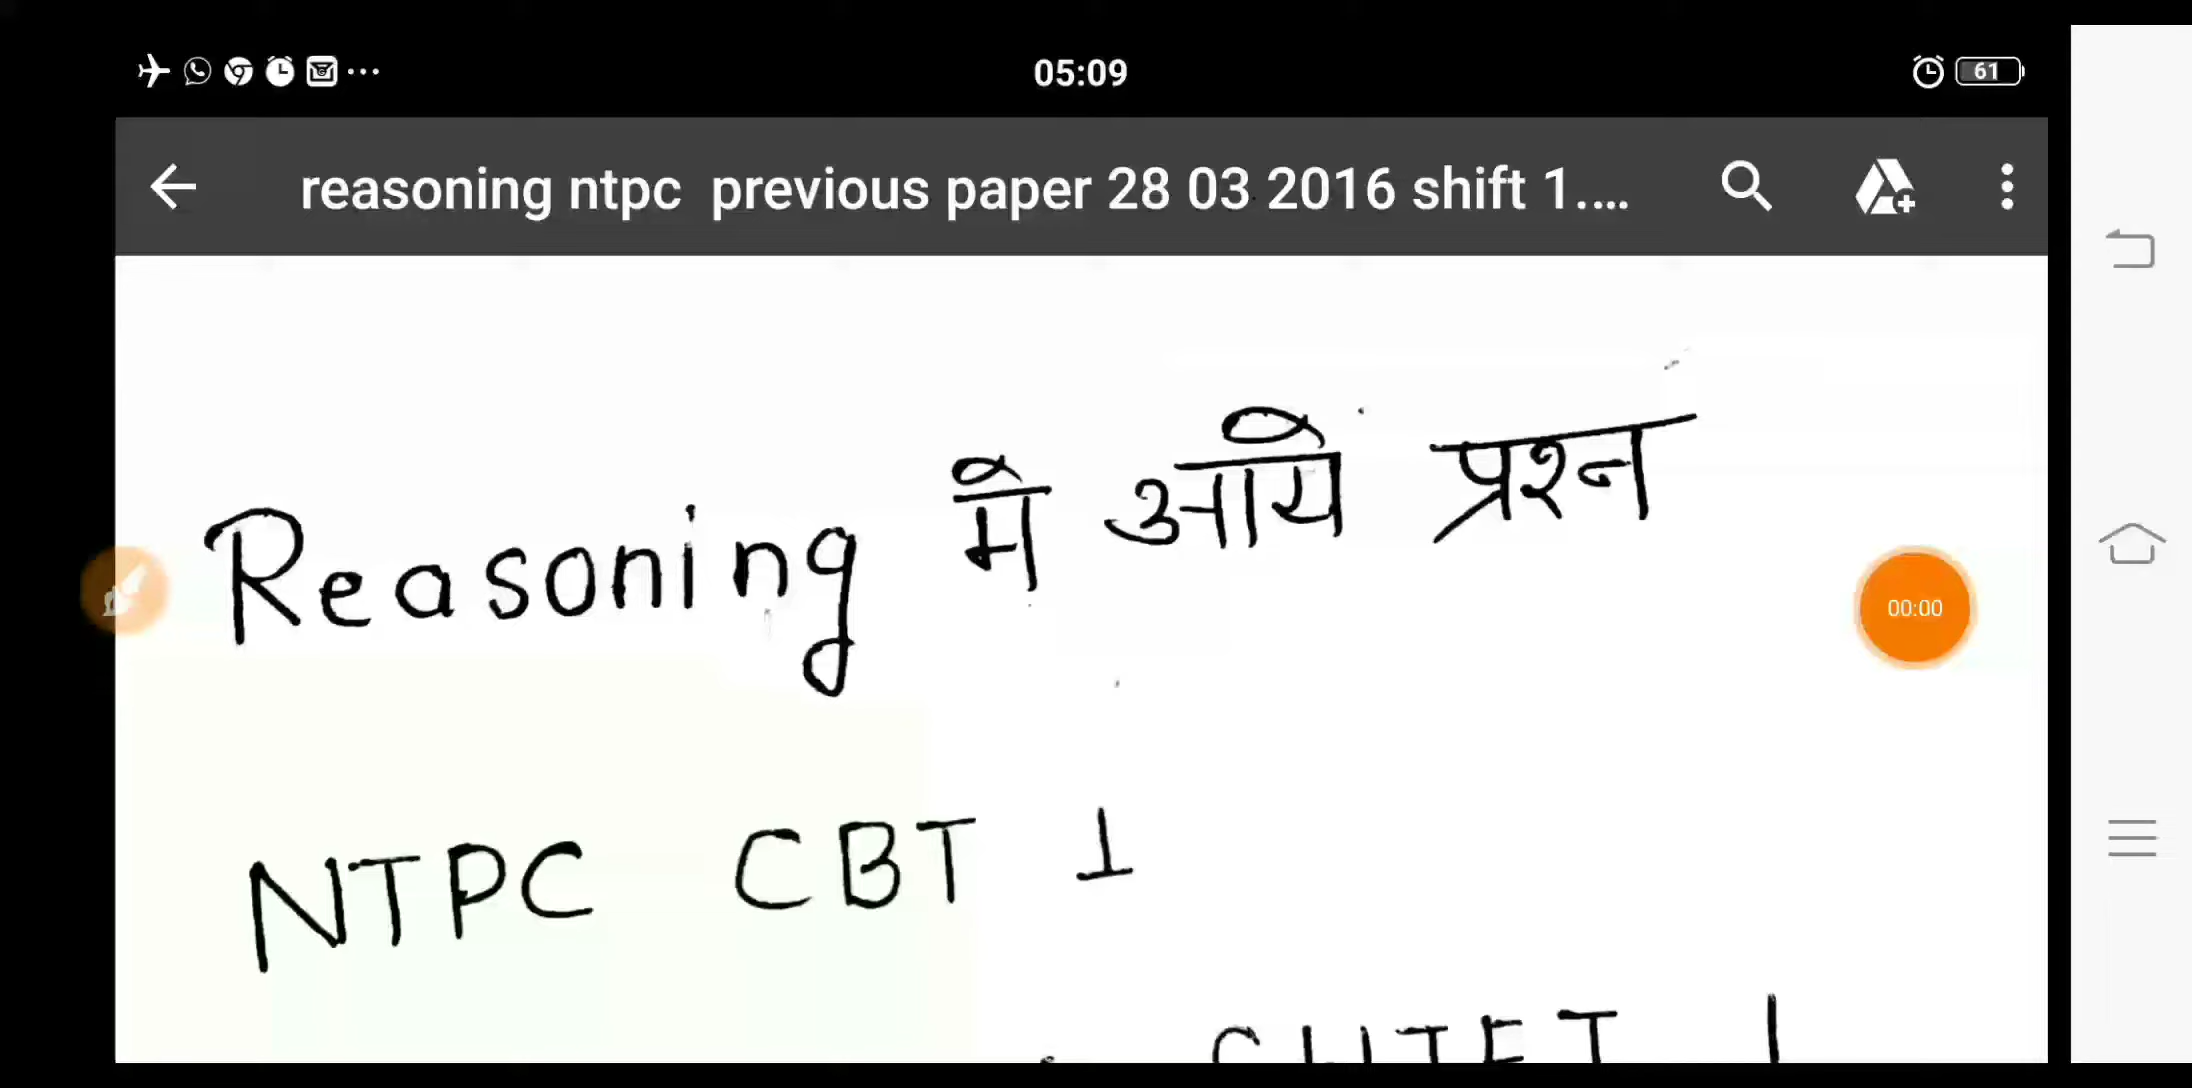 05:09
61
reasoning ntpc previous paper 28 03 2016 shift 1....
Reasoning में आये प्रश्न
00:00
NTPC CBT 1